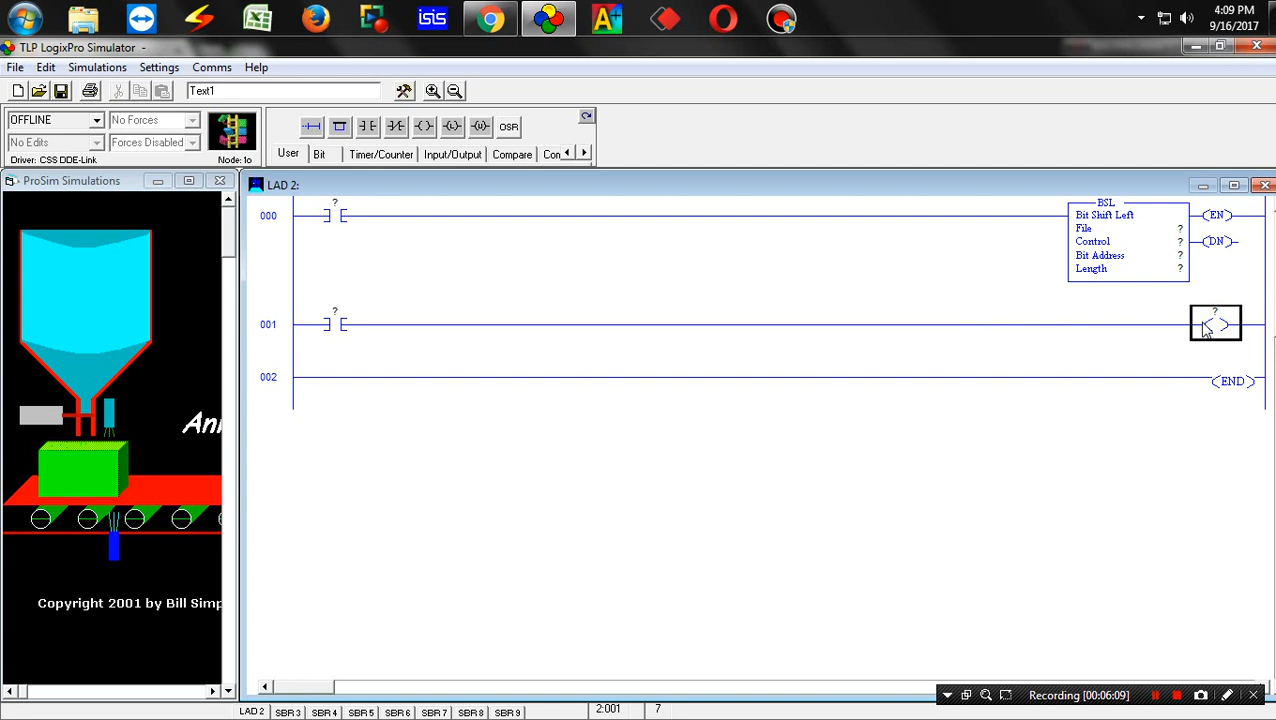 isis
4:09 PM
9/16/2017
TLP LogixPro Simulator -
File Edit Simulations Settings Comms Help
Text1
OFFLINE
No Forces
No Edits
Forces Disabled
Driver: CSS DDE-Link
Node: 1o
OSR
User Bit Timer/Counter Input/Output Compare Con
ProSim Simulations
LAD 2:
000
?
BSL
Bit Shift Left
File ?
Control ?
Bit Address ?
Length ?
EN
DN
001
?
?
002
END
Ani
Copyright 2001 by Bill Simp
Recording [00:06:09]
LAD 2 SBR 3 SBR 4 SBR 5 SBR 6 SBR 7 SBR 8 SBR 9
2:001
7